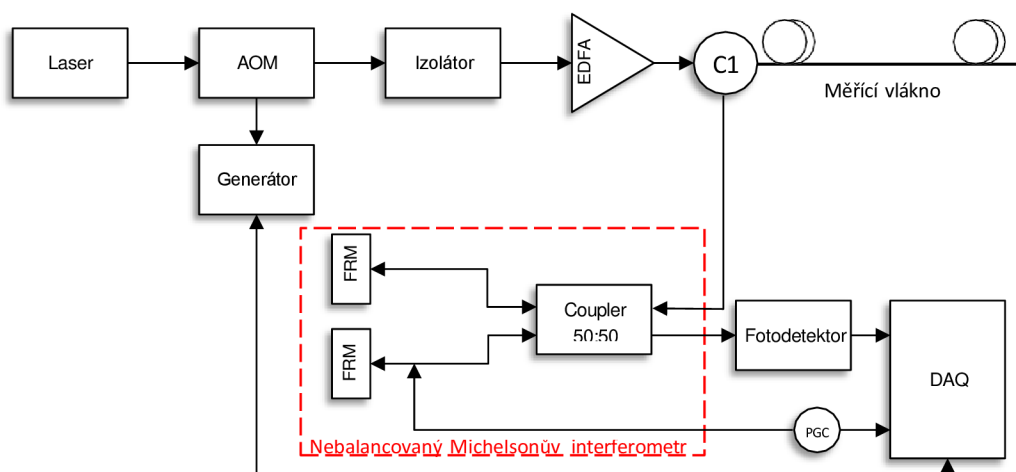 Laser
AOM
Izolátor
EDFA
C1
Měřící vlákno
Generátor
FRM
Coupler
50:50
FRM
Fotodetektor
DAQ
PGC
Nebalancovaný Michelsonův interferometr